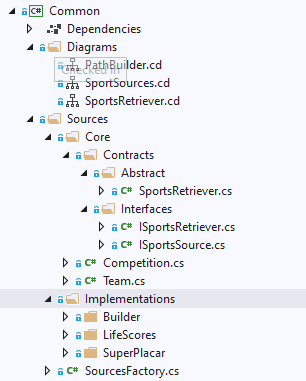 C# Common
Dependencies
Diagrams
PathBuilder.cd
Checked in
SportSources.cd
SportsRetriever.cd
Sources
Core
Contracts
Abstract
C# SportsRetriever.cs
Interfaces
C# ISportsRetriever.cs
C# ISportsSource.cs
C# Competition.cs
C# Team.cs
Implementations
Builder
LifeScores
SuperPlacar
C# SourcesFactory.cs